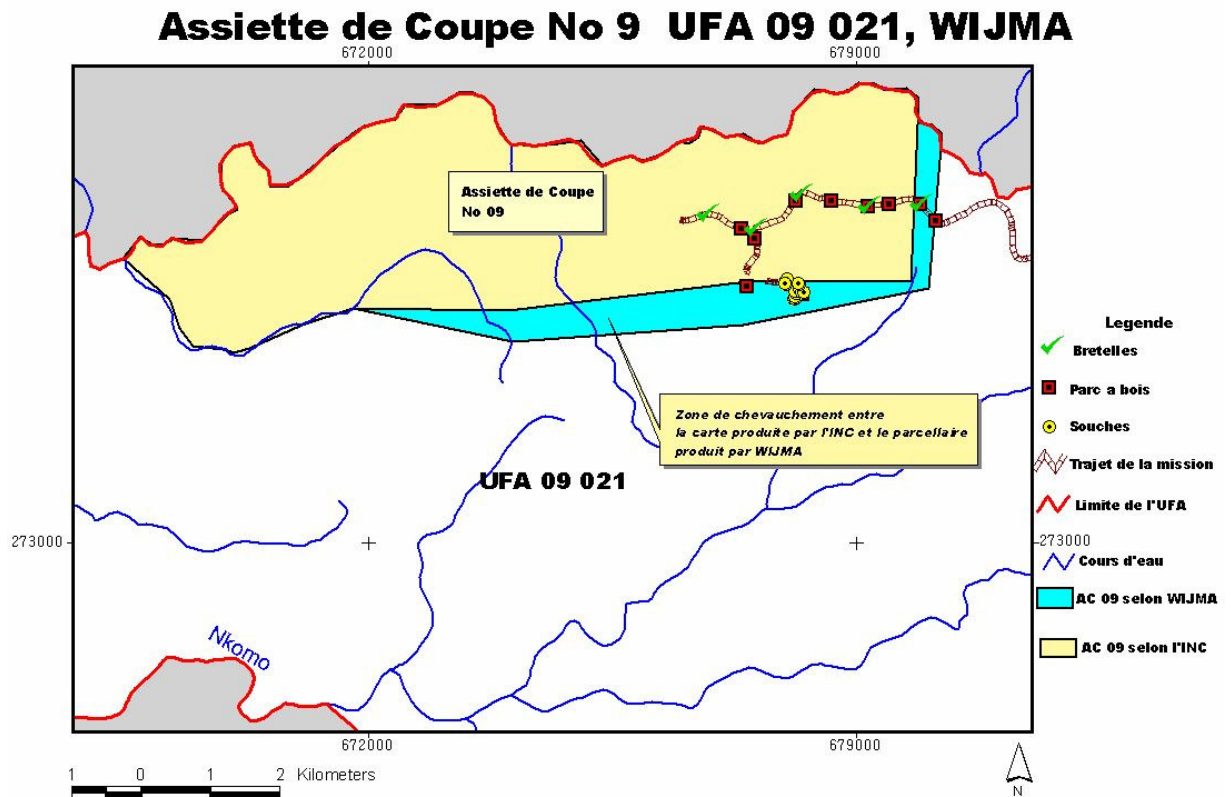 Assiette de Coupe No 9 UFA 09 021, WIJMA
672000
679000
Assiette de Coupe
No 09
Zone de chevauchement entre
la carte produite par l'INC et le parcellaire
produit par WIJMA
UFA 09 021
273000
273000
Nkomo
672000
679000
Legende
Bretelles
Parc a bois
Souches
Trajet de la mission
Limite de l'UFA
Cours d'eau
AC 09 selon WIJMA
AC 09 selon l'INC
1 0 1 2 Kilometers
N